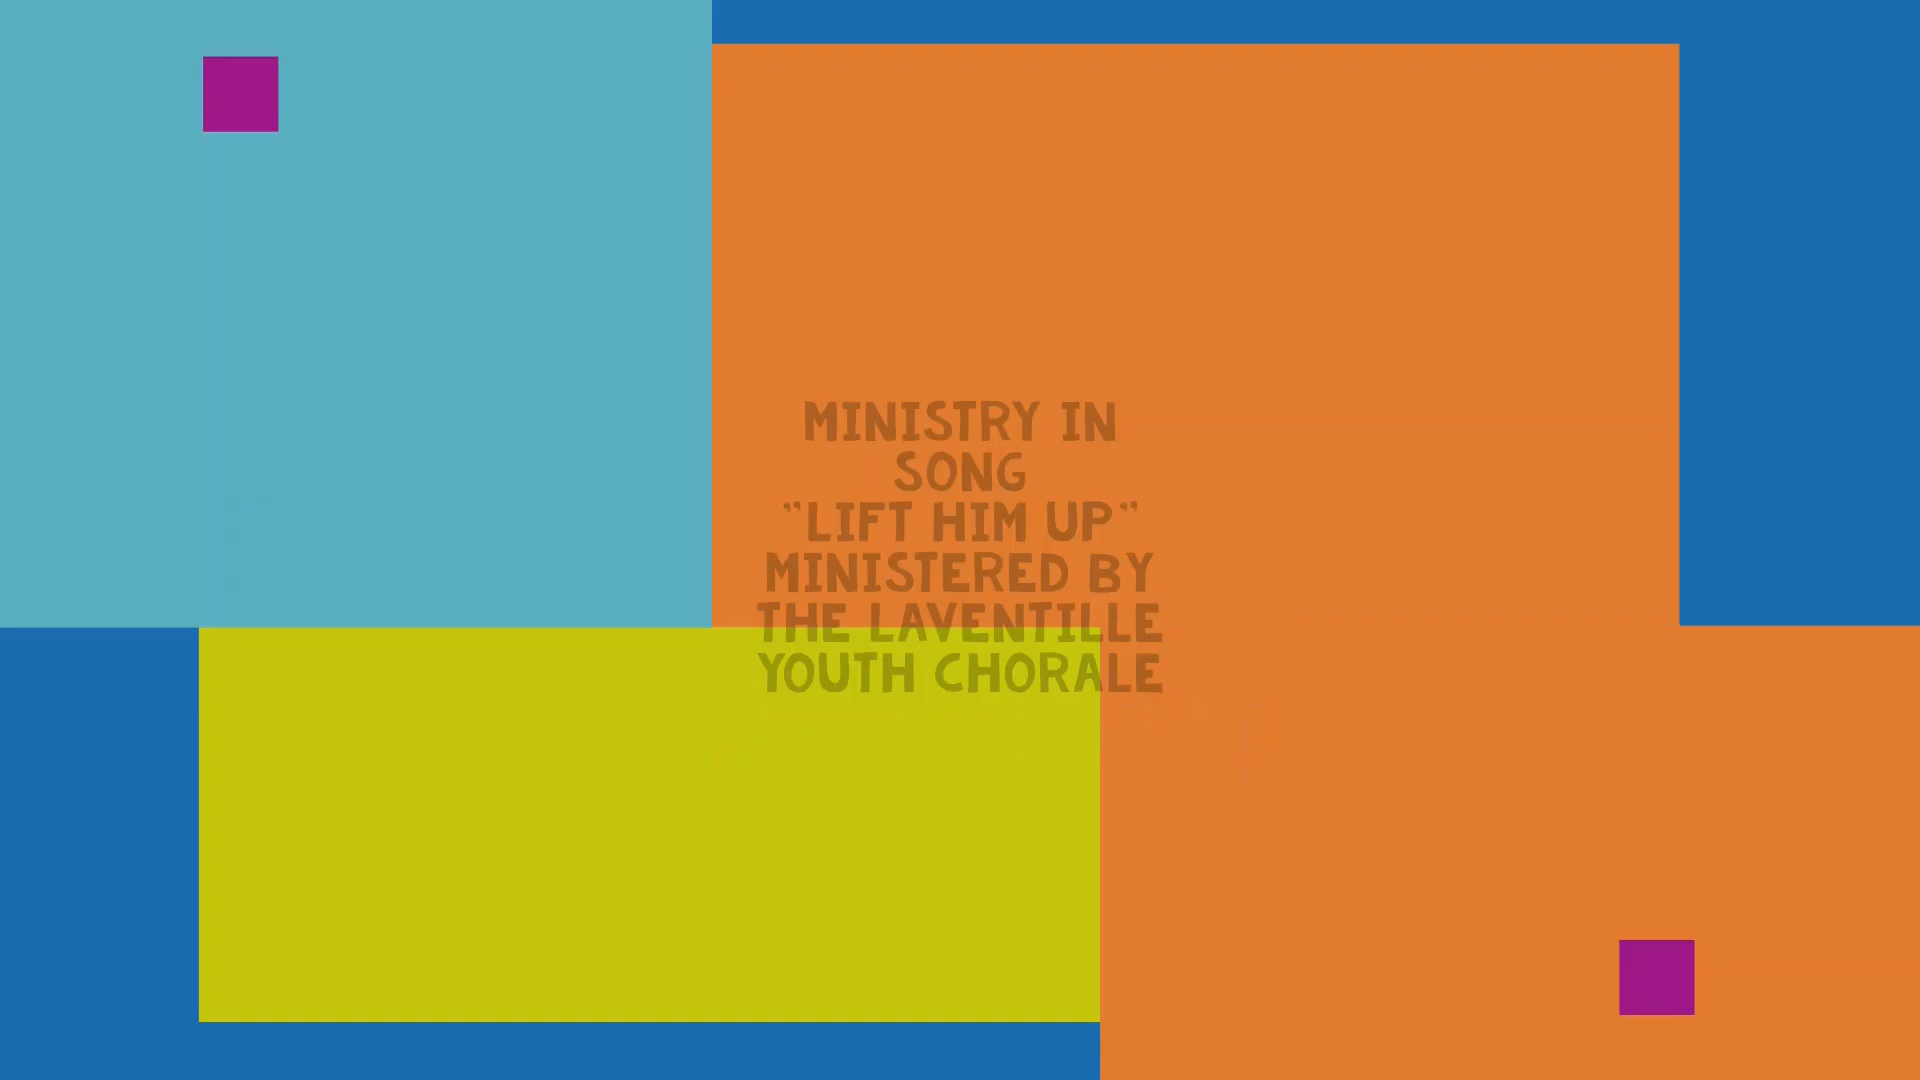 MINISTRY IN
SONG
"LIFT HIM UP"
MINISTERED BY
THE LAVENTILLE
YOUTH CHORALE